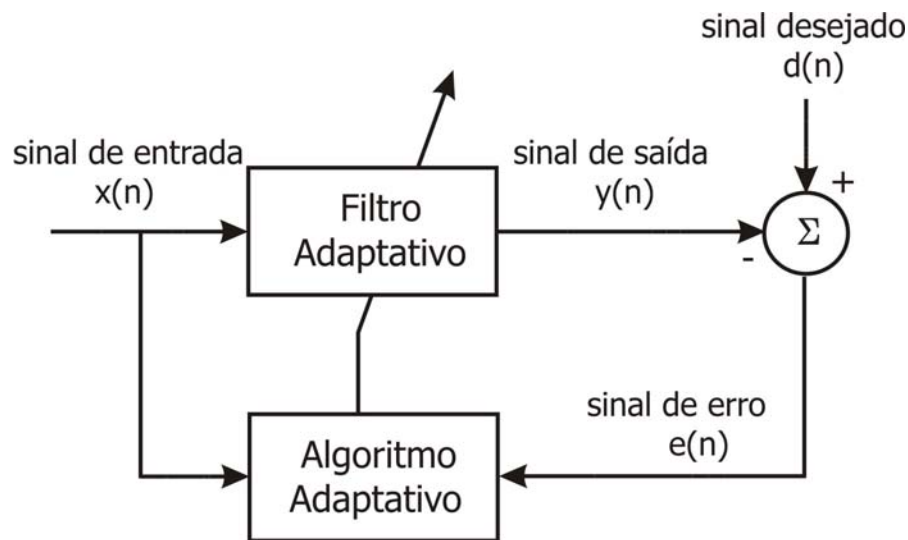 sinal desejado
d(n)
sinal de entrada
x(n)
Filtro
Adaptativo
sinal de saída
y(n)
+
Σ
-
sinal de erro
e(n)
Algoritmo
Adaptativo